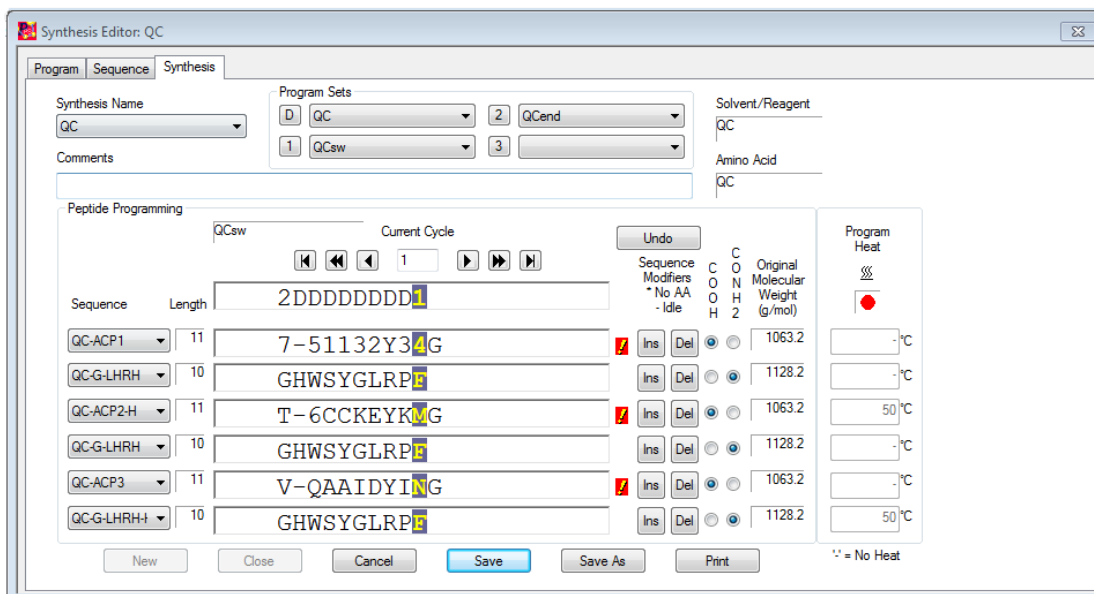 Synthesis Editor: QC
Program Sequence Synthesis
Synthesis Name
QC
Program Sets
D QC 2 QCend
1 QCsw 3
Solvent/Reagent
QC
Comments
Amino Acid
QC
Peptide Programming
QCsw Current Cycle
1
Undo
Sequence Modifiers
* No AA
- Idle
COOH
CONH2
Original Molecular Weight (g/mol)
Program Heat
Sequence Length 2DDDDDDDD1
QC-ACP1 11 7-51132Y34G Ins Del 1063.2 - °C
QC-G-LHRH 10 GHWSYGLRPF Ins Del 1128.2 - °C
QC-ACP2-H 11 T-6CCKEYKMG Ins Del 1063.2 50 °C
QC-G-LHRH 10 GHWSYGLRPF Ins Del 1128.2 - °C
QC-ACP3 11 V-QAAIDYING Ins Del 1063.2 - °C
QC-G-LHRH-H 10 GHWSYGLRPF Ins Del 1128.2 50 °C
New Close Cancel Save Save As Print
'-' = No Heat